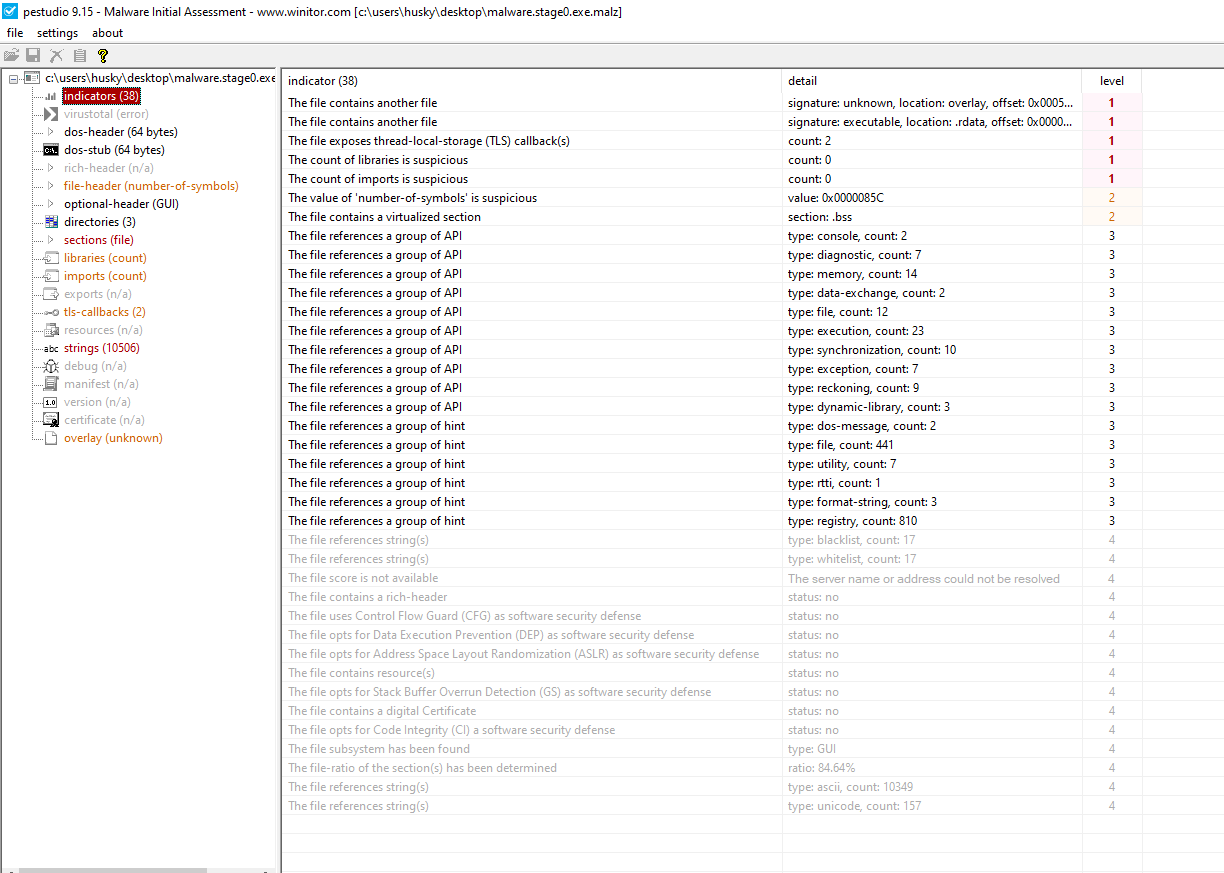 pestudio 9.15 - Malware Initial Assessment - www.winitor.com [c:\users\husky\desktop\malware.stage0.exe.malz]
file settings about
c:\users\husky\desktop\malware.stage0.exe
indicators (38)
virustotal (error)
dos-header (64 bytes)
dos-stub (64 bytes)
rich-header (n/a)
file-header (number-of-symbols)
optional-header (GUI)
directories (3)
sections (file)
libraries (count)
imports (count)
exports (n/a)
tls-callbacks (2)
resources (n/a)
abc strings (10506)
debug (n/a)
manifest (n/a)
1.0 version (n/a)
certificate (n/a)
overlay (unknown)
indicator (38) detail level
The file contains another file signature: unknown, location: overlay, offset: 0x0005... 1
The file contains another file signature: executable, location: .rdata, offset: 0x0000... 1
The file exposes thread-local-storage (TLS) callback(s) count: 2 1
The count of libraries is suspicious count: 0 1
The count of imports is suspicious count: 0 1
The value of 'number-of-symbols' is suspicious value: 0x0000085C 2
The file contains a virtualized section section: .bss 2
The file references a group of API type: console, count: 2 3
The file references a group of API type: diagnostic, count: 7 3
The file references a group of API type: memory, count: 14 3
The file references a group of API type: data-exchange, count: 2 3
The file references a group of API type: file, count: 12 3
The file references a group of API type: execution, count: 23 3
The file references a group of API type: synchronization, count: 10 3
The file references a group of API type: exception, count: 7 3
The file references a group of API type: reckoning, count: 9 3
The file references a group of API type: dynamic-library, count: 3 3
The file references a group of hint type: dos-message, count: 2 3
The file references a group of hint type: file, count: 441 3
The file references a group of hint type: utility, count: 7 3
The file references a group of hint type: rtti, count: 1 3
The file references a group of hint type: format-string, count: 3 3
The file references a group of hint type: registry, count: 810 3
The file references string(s) type: blacklist, count: 17 4
The file references string(s) type: whitelist, count: 17 4
The file score is not available The server name or address could not be resolved 4
The file contains a rich-header status: no 4
The file uses Control Flow Guard (CFG) as software security defense status: no 4
The file opts for Data Execution Prevention (DEP) as software security defense status: no 4
The file opts for Address Space Layout Randomization (ASLR) as software security defense status: no 4
The file contains resource(s) status: no 4
The file opts for Stack Buffer Overrun Detection (GS) as software security defense status: no 4
The file contains a digital Certificate status: no 4
The file opts for Code Integrity (CI) a software security defense status: no 4
The file subsystem has been found type: GUI 4
The file-ratio of the section(s) has been determined ratio: 84.64% 4
The file references string(s) type: ascii, count: 10349 4
The file references string(s) type: unicode, count: 157 4